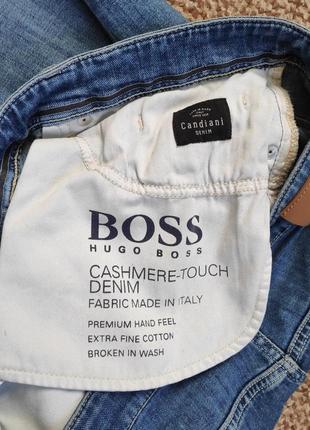 Candiani
DENIM
BOSS
HUGO BOSS
CASHMERE-TOUCH
DENIM
FABRIC MADE IN ITALY
PREMIUM HAND FEEL
EXTRA FINE COTTON
BROKEN IN WASH